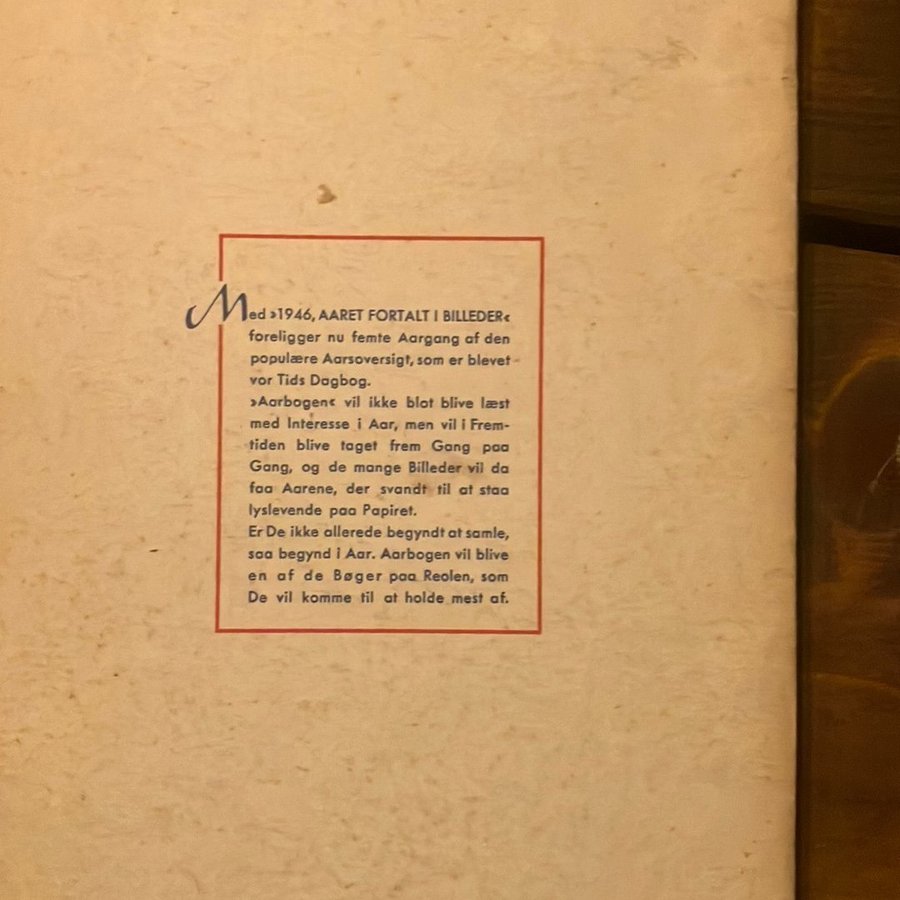 Med »1946, AARET FORTALT I BILLEDER«
foreligger nu femte Aargang af den
populære Aarsoversigt, som er blevet
vor Tids Dagbog.
»Aarbogen« vil ikke blot blive læst
med Interesse i Aar, men vil i Frem-
tiden blive taget frem Gang paa
Gang, og de mange Billeder vil da
faa Aarene, der svandt til at staa
lyslevende paa Papiret.
Er De ikke allerede begyndt at samle,
saa begynd i Aar. Aarbogen vil blive
en af de Bøger paa Reolen, som
De vil komme til at holde mest af.